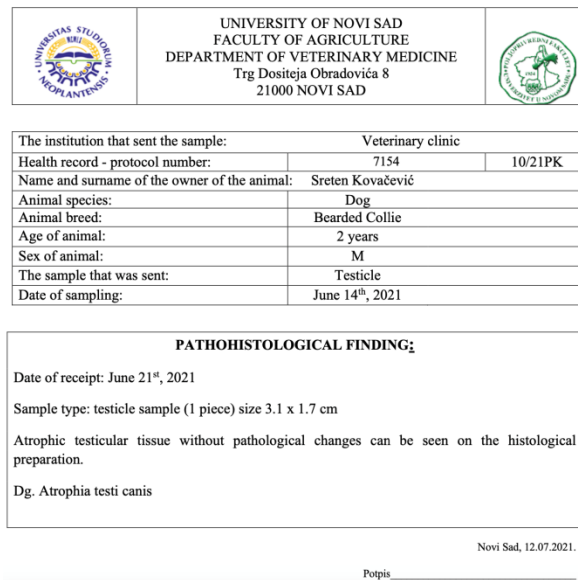 UNIVERSITAS STUDIORUM
NEOPLANTENSIS
UNIVERSITY OF NOVI SAD
FACULTY OF AGRICULTURE
DEPARTMENT OF VETERINARY MEDICINE
Trg Dositeja Obradovića 8
21000 NOVI SAD
The institution that sent the sample: Veterinary clinic
Health record - protocol number: 7154 10/21PK
Name and surname of the owner of the animal: Sreten Kovačević
Animal species: Dog
Animal breed: Bearded Collie
Age of animal: 2 years
Sex of animal: M
The sample that was sent: Testicle
Date of sampling: June 14th, 2021
PATHOHISTOLOGICAL FINDING:
Date of receipt: June 21st, 2021
Sample type: testicle sample (1 piece) size 3.1 x 1.7 cm
Atrophic testicular tissue without pathological changes can be seen on the histological
preparation.
Dg. Atrophia testi canis
Novi Sad, 12.07.2021.
Potpis